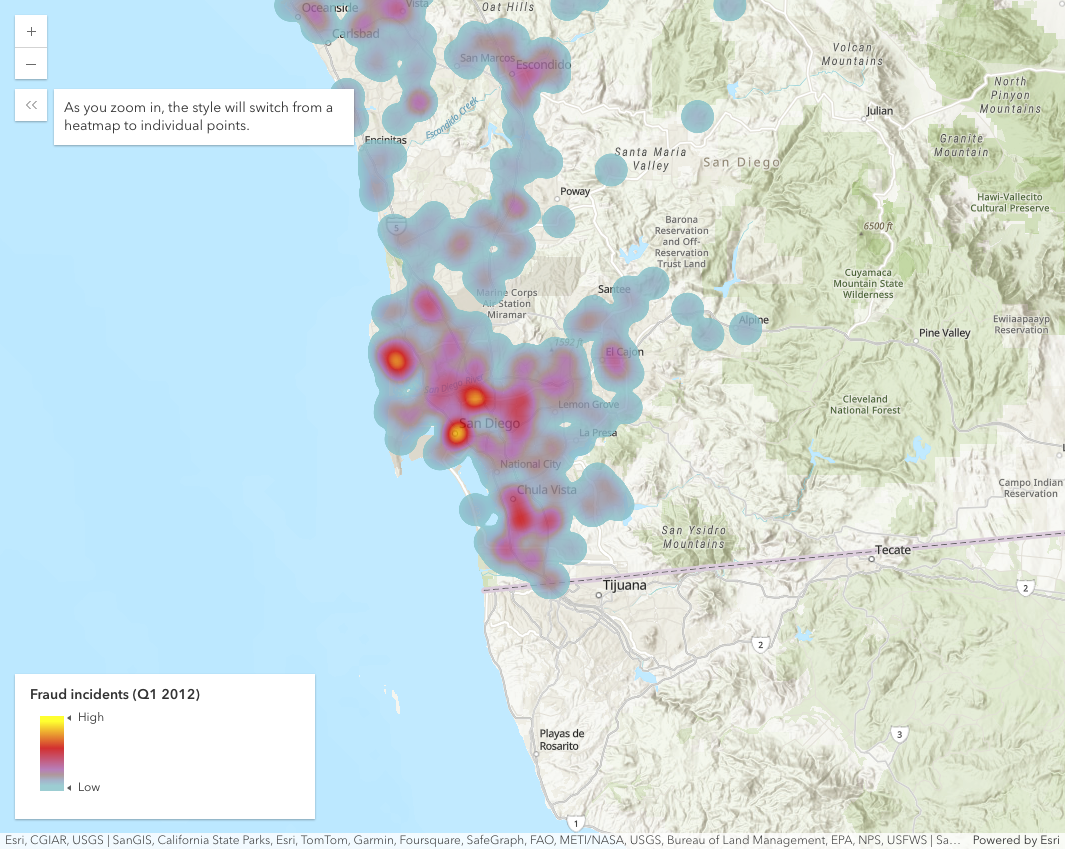 Oceanside
Vista
Oat Hills
Carlsbad
+
−
San Marcos
Escondido
Volcan
Mountains
North
Pinyon
Mountains
As you zoom in, the style will switch from a
heatmap to individual points.
Escondido Creek
Julian
Encinitas
Santa Maria
Valley
San Diego
Granite
Mountain
Poway
Hawi-Vallecito
Cultural Preserve
5
Barona
Reservation
and Off-
Reservation
Trust Land
6500 ft
Cuyamaca
Mountain State
Wilderness
Marine Corps
Air Station
Miramar
Santee
Alpine
Ewiiaapaayp
Reservation
Pine Valley
1592 ft
El Cajon
Lemon Grove
Cleveland
National Forest
San Diego
La Presa
National City
Chula Vista
Campo Indian
Reservation
San Ysidro
Mountains
Tecate
Tijuana
2
2
Fraud incidents (Q1 2012)
High
Low
Playas de
Rosarito
3
1
Esri, CGIAR, USGS | SanGIS, California State Parks, Esri, TomTom, Garmin, Foursquare, SafeGraph, FAO, METI/NASA, USGS, Bureau of Land Management, EPA, NPS, USFWS | Sa... Powered by Esri